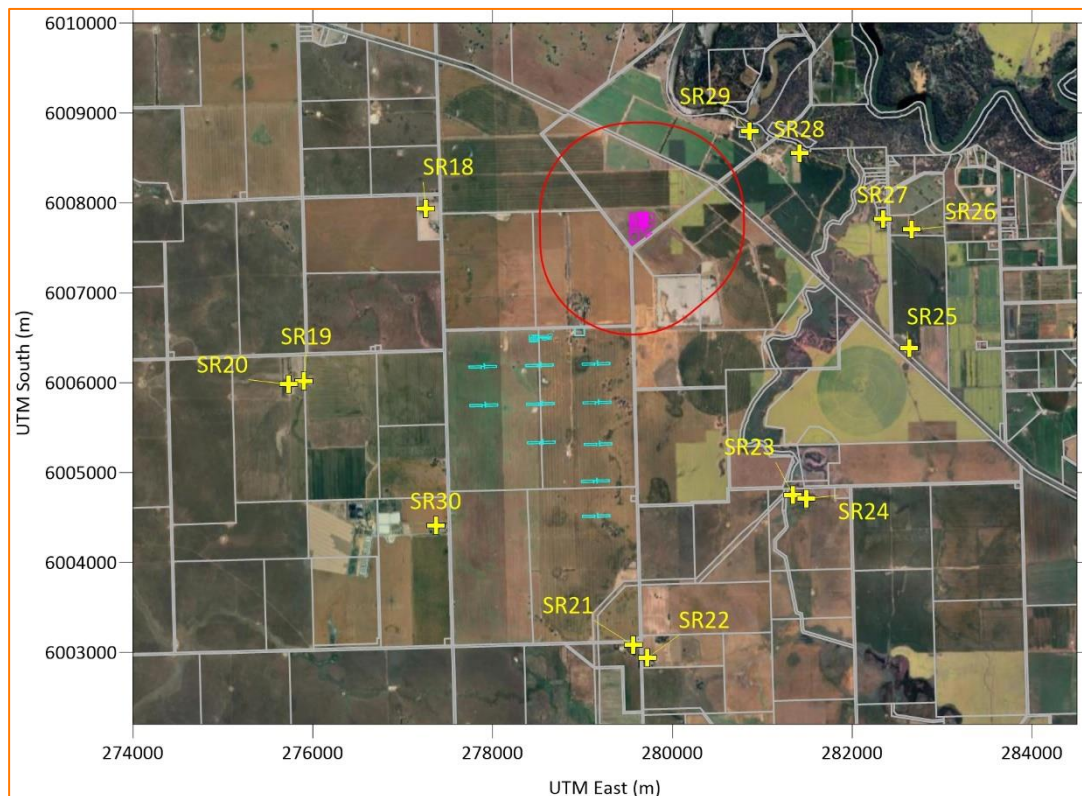 6010000
6009000
6008000
6007000
6006000
6005000
6004000
6003000
UTM South (m)
SR29
SR28
SR18
SR27
SR26
SR25
SR19
SR20
SR23
SR24
SR30
SR21
SR22
274000 276000 278000 280000 282000 284000
UTM East (m)